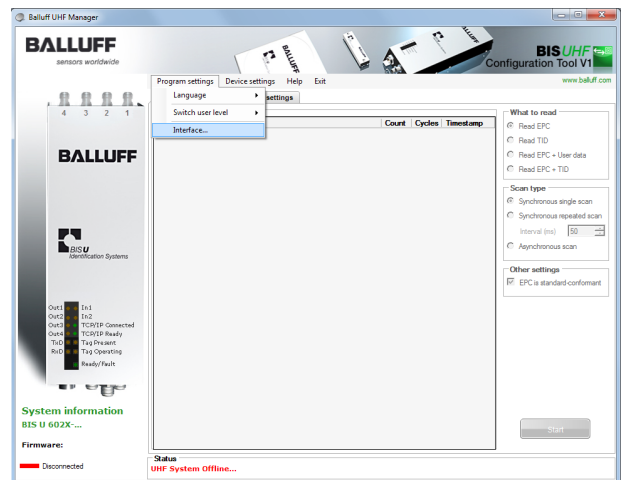 Balluff UHF Manager
BALLUFF
sensors worldwide
BALLUFF
BALLUFF
BIS UHF
Configuration Tool V1
www.balluff.com
Program settings Device settings Help Exit
Language
Switch user level
Interface...
settings
Count Cycles Timestamp
4 3 2 1
BALLUFF
BIS U
Identification Systems
Out1 In1
Out2 In2
Out3 TCP/IP Connected
Out4 TCP/IP Ready
TxD Tag Present
RxD Tag Operating
Ready/Fault
What to read
Read EPC
Read TID
Read EPC + User data
Read EPC + TID
Scan type
Synchronous single scan
Synchronous repeated scan
Interval (ms) 50
Asynchronous scan
Other settings
EPC is standard-conformant
Start
System information
BIS U 602X-...
Firmware:
Disconnected
Status
UHF System Offline...